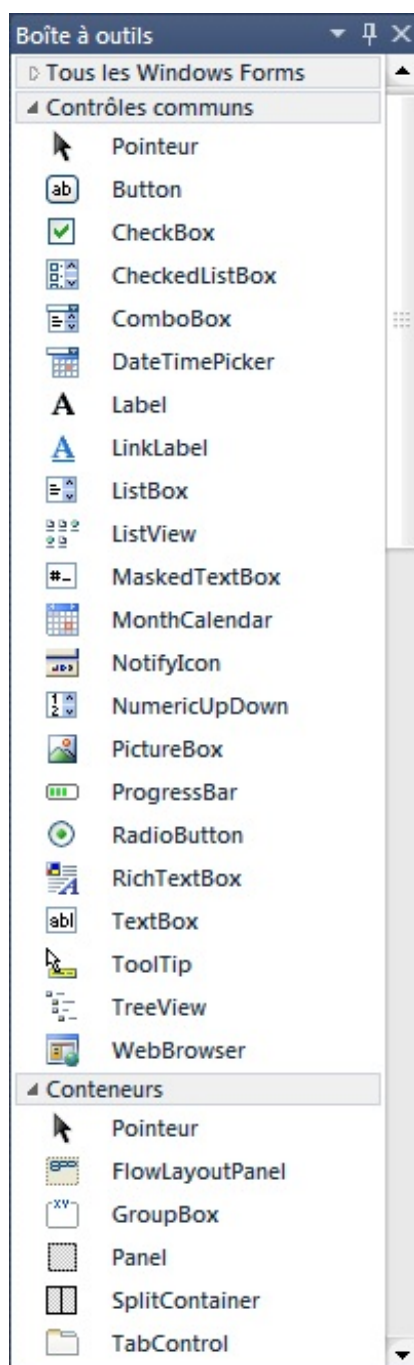 Boîte à outils
Tous les Windows Forms
Contrôles communs
Pointeur
Button
CheckBox
CheckedListBox
ComboBox
DateTimePicker
Label
LinkLabel
ListBox
ListView
MaskedTextBox
MonthCalendar
NotifyIcon
NumericUpDown
PictureBox
ProgressBar
RadioButton
RichTextBox
TextBox
ToolTip
TreeView
WebBrowser
Conteneurs
Pointeur
FlowLayoutPanel
GroupBox
Panel
SplitContainer
TabControl